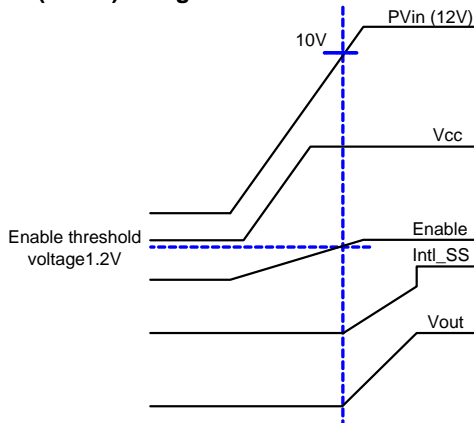 PVin (12V)
10V
Vcc
Enable threshold
voltage1.2V
Enable
Intl_SS
Vout